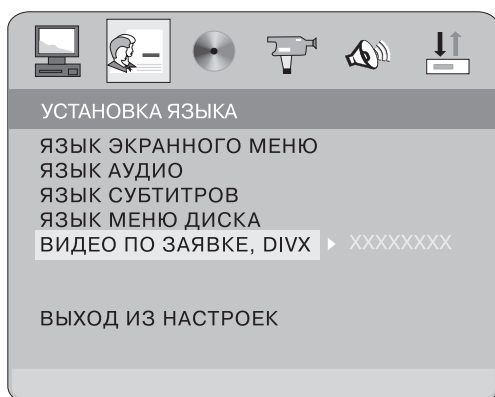 УСТАНОВКА ЯЗЫКА
ЯЗЫК ЭКРАННОГО МЕНЮ
ЯЗЫК АУДИО
ЯЗЫК СУБТИТРОВ
ЯЗЫК МЕНЮ ДИСКА
ВИДЕО ПО ЗАЯВКЕ, DIVX XXXXXXXX
ВЫХОД ИЗ НАСТРОЕК